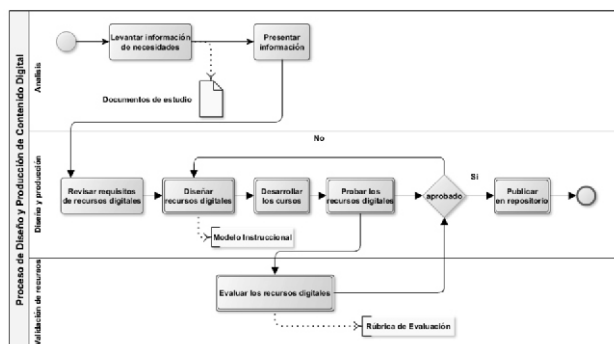 Proceso de Diseño y Producción de Contenido Digital
Analisis
Levantar información
de necesidades
Presentar
información
Documentos de estudio
Diseño y producción
No
Revisar requisitos
de recursos digitales
Diseñar
recursos digitales
Desarrollar
los cursos
Probar los
recursos digitales
aprobado
Si
Publicar
en repositorio
Modelo Instruccional
Validación de recursos
Evaluar los recursos digitales
Rúbrica de Evaluación